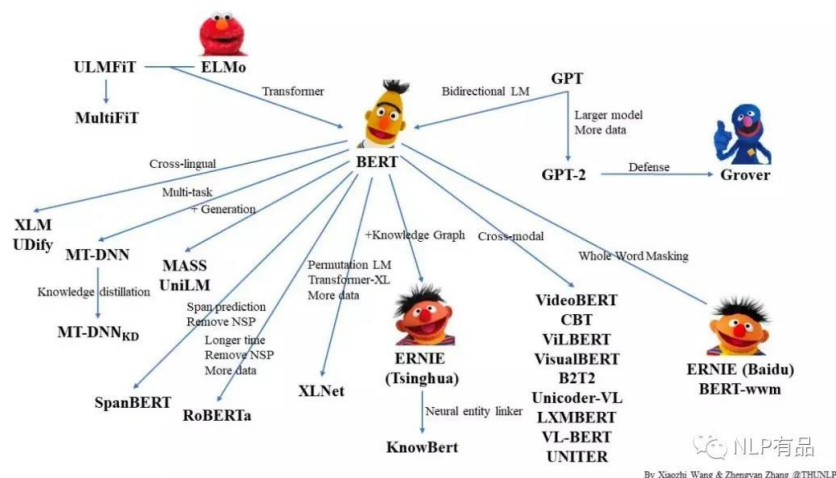 ULMFiT
ELMo
GPT
Transformer
Bidirectional LM
MultiFiT
Larger model
More data
BERT
GPT-2
Defense
Grover
Cross-lingual
Multi-task
+ Generation
XLM
UDify
MT-DNN
MASS
UniLM
+Knowledge Graph
Cross-modal
Whole Word Masking
Permutation LM
Transformer-XL
More data
Knowledge distillation
MT-DNNKD
Span prediction
Remove NSP
Longer time
Remove NSP
More data
VideoBERT
CBT
ViLBERT
VisualBERT
B2T2
Unicoder-VL
LXMBERT
VL-BERT
UNITER
ERNIE
(Tsinghua)
ERNIE (Baidu)
BERT-wwm
SpanBERT
RoBERTa
XLNet
Neural entity linker
KnowBert
NLP有品
By Xiaozhi Wang & Zhengyan Zhang @THUNLP